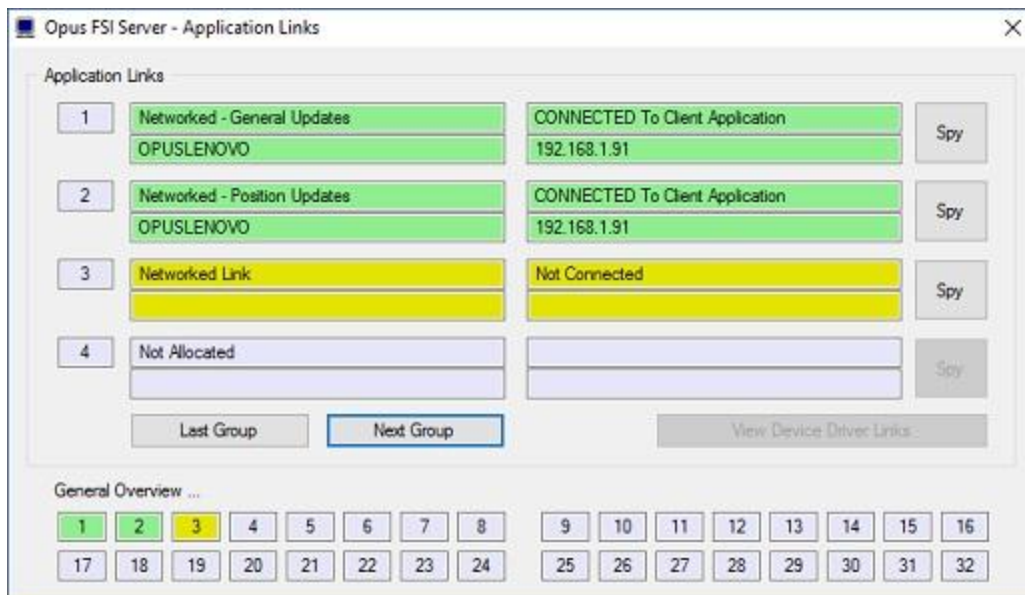 Opus FSI Server - Application Links
Application Links
1 Networked - General Updates CONNECTED To Client Application Spy
OPUSLENOVO 192.168.1.91
2 Networked - Position Updates CONNECTED To Client Application Spy
OPUSLENOVO 192.168.1.91
3 Networked Link Not Connected Spy
4 Not Allocated Spy
Last Group Next Group View Device Driver Links
General Overview ...
1 2 3 4 5 6 7 8 9 10 11 12 13 14 15 16
17 18 19 20 21 22 23 24 25 26 27 28 29 30 31 32